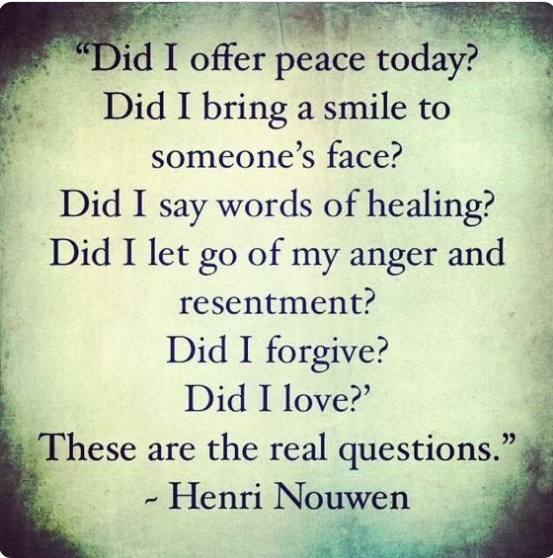 “Did I offer peace today?
Did I bring a smile to
someone’s face?
Did I say words of healing?
Did I let go of my anger and
resentment?
Did I forgive?
Did I love?’
These are the real questions.”
~ Henri Nouwen